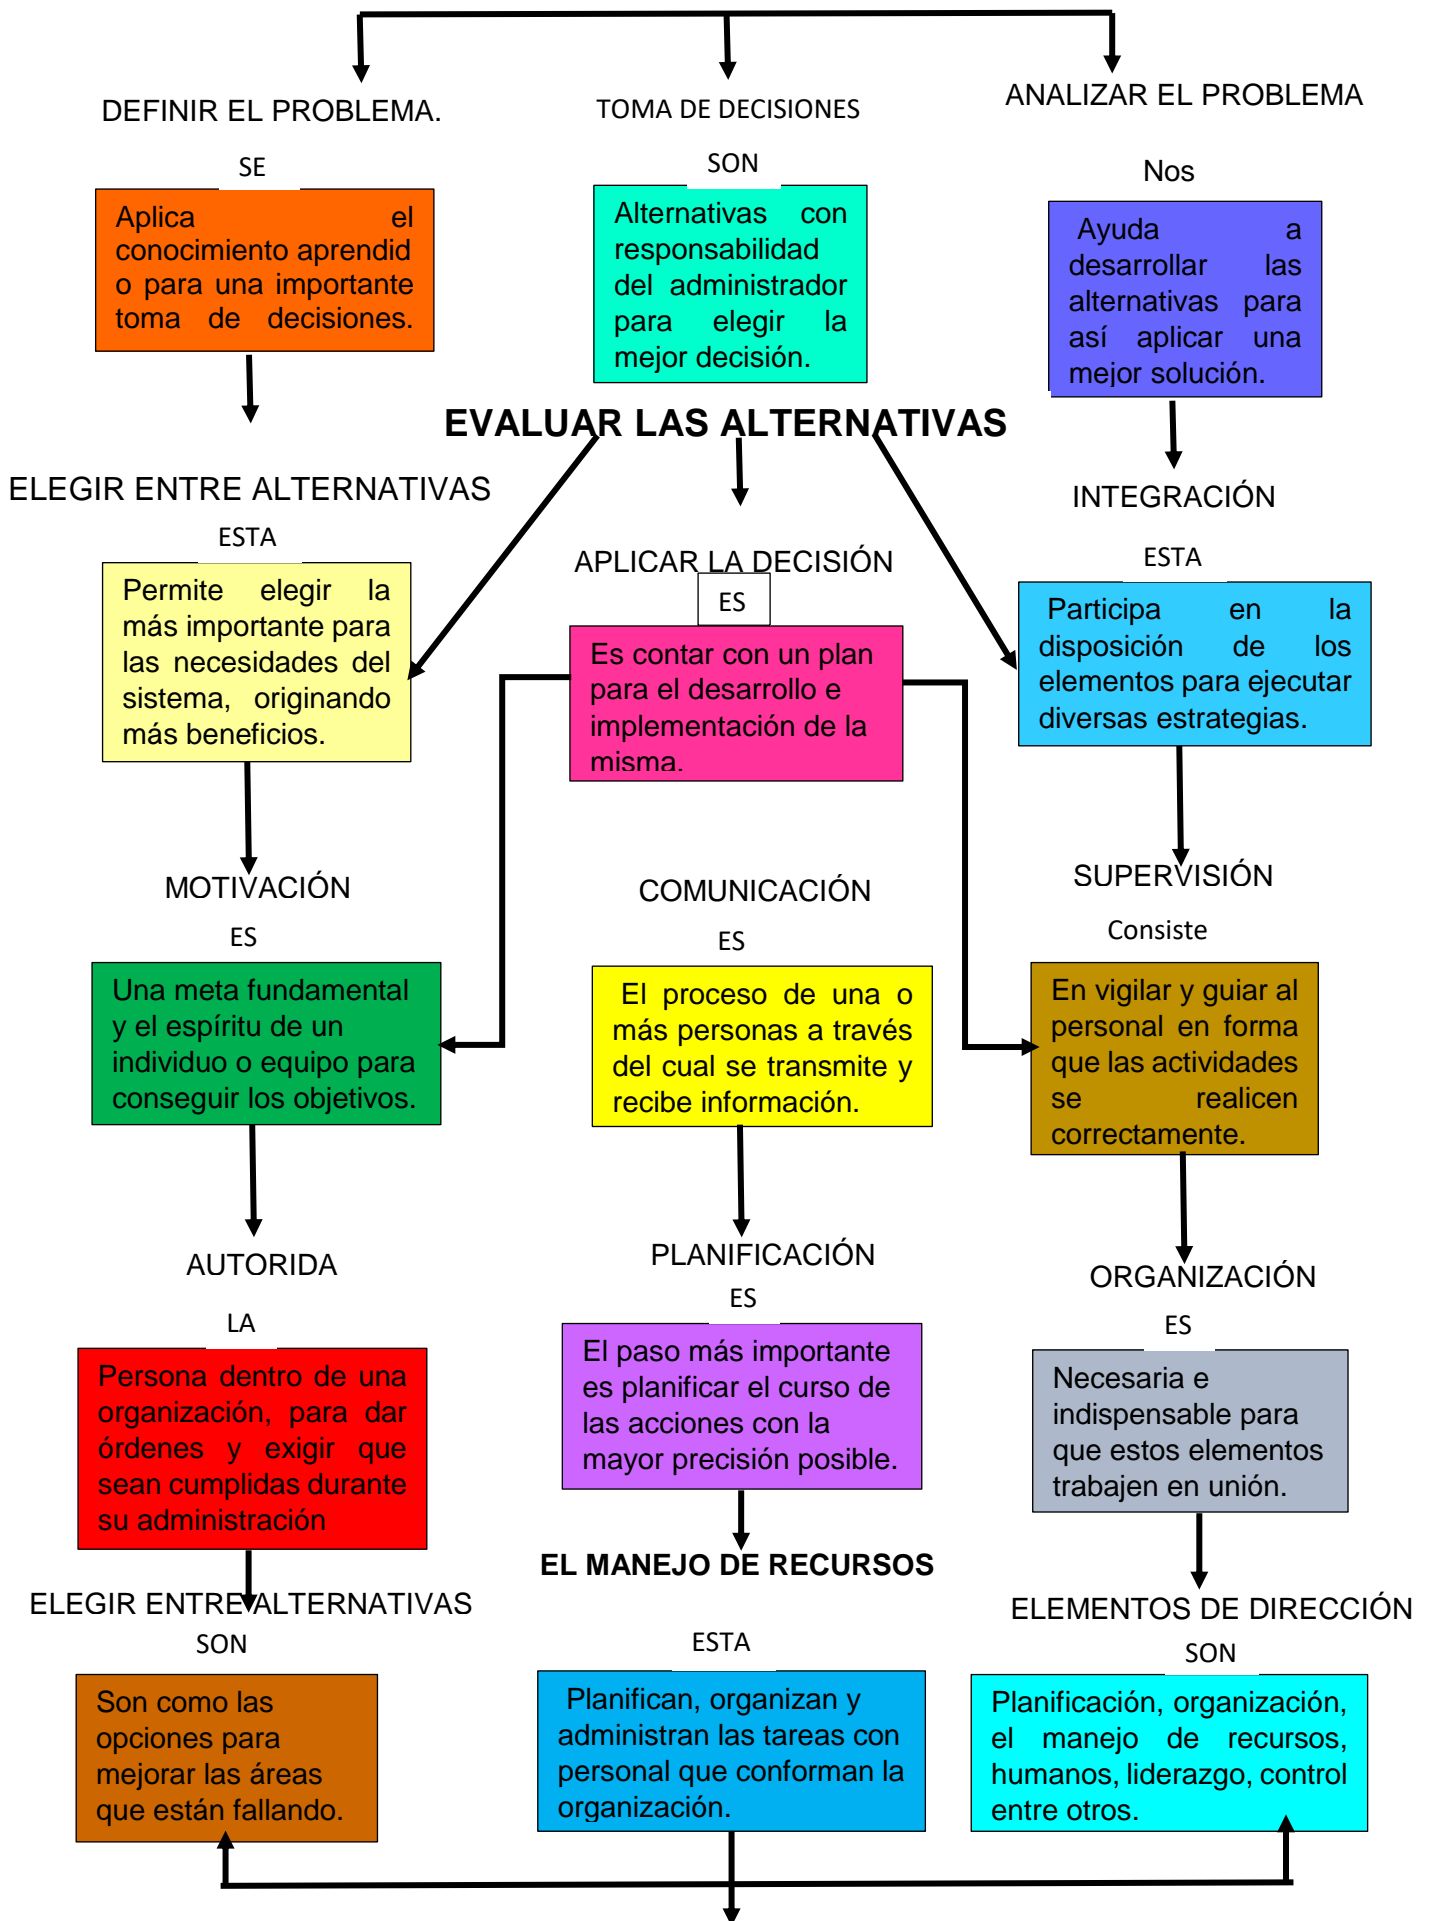 DEFINIR EL PROBLEMA.
TOMA DE DECISIONES
ANALIZAR EL PROBLEMA
SE
SON
Nos
Aplica el
conocimiento aprendid
o para una importante
toma de decisiones.
Alternativas con
responsabilidad
del administrador
para elegir la
mejor decisión.
Ayuda a
desarrollar las
alternativas para
así aplicar una
mejor solución.
EVALUAR LAS ALTERNATIVAS
ELEGIR ENTRE ALTERNATIVAS
APLICAR LA DECISIÓN
INTEGRACIÓN
ESTA
ES
ESTA
Permite elegir la
más importante para
las necesidades del
sistema, originando
más beneficios.
Es contar con un plan
para el desarrollo e
implementación de la
misma.
Participa en la
disposición de los
elementos para ejecutar
diversas estrategias.
MOTIVACIÓN
COMUNICACIÓN
SUPERVISIÓN
ES
ES
Consiste
Una meta fundamental
y el espíritu de un
individuo o equipo para
conseguir los objetivos.
El proceso de una o
más personas a través
del cual se transmite y
recibe información.
En vigilar y guiar al
personal en forma
que las actividades
se realicen
correctamente.
AUTORIDA
PLANIFICACIÓN
ORGANIZACIÓN
LA
ES
ES
Persona dentro de una
organización, para dar
órdenes y exigir que
sean cumplidas durante
su administración
El paso más importante
es planificar el curso de
las acciones con la
mayor precisión posible.
Necesaria e
indispensable para
que estos elementos
trabajen en unión.
ELEGIR ENTRE ALTERNATIVAS
EL MANEJO DE RECURSOS
ELEMENTOS DE DIRECCIÓN
SON
ESTA
SON
Son como las
opciones para
mejorar las áreas
que están fallando.
Planifican, organizan y
administran las tareas con
personal que conforman la
organización.
Planificación, organización,
el manejo de recursos,
humanos, liderazgo, control
entre otros.